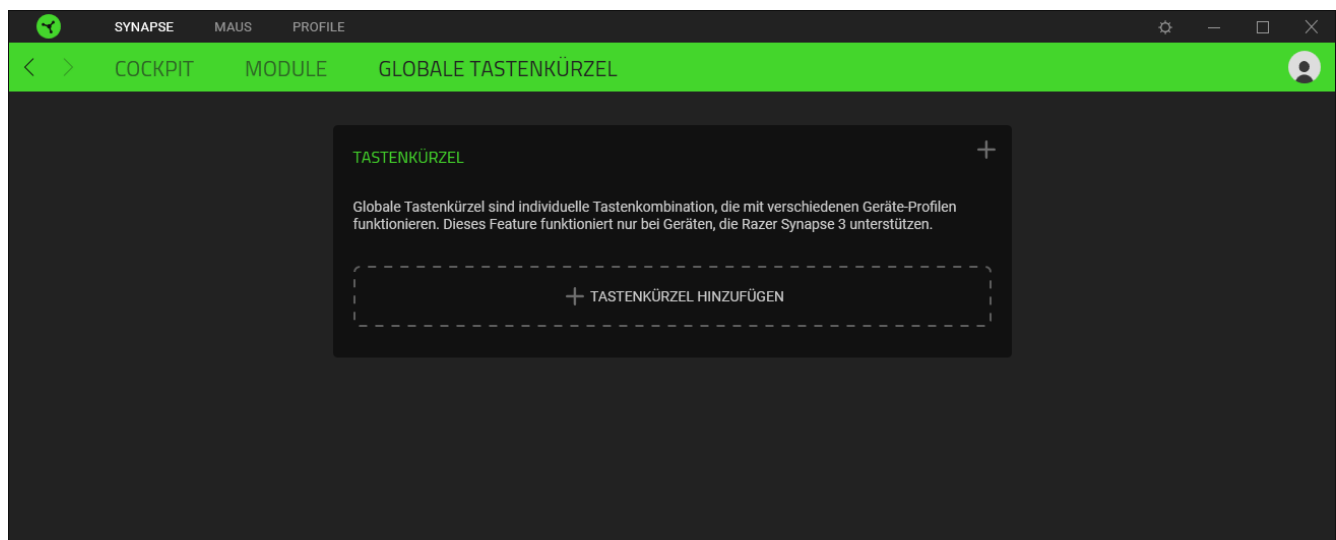 SYNAPSE MAUS PROFILE
COCKPIT MODULE GLOBALE TASTENKÜRZEL
TASTENKÜRZEL
Globale Tastenkürzel sind individuelle Tastenkombination, die mit verschiedenen Geräte-Profilen
funktionieren. Dieses Feature funktioniert nur bei Geräten, die Razer Synapse 3 unterstützen.
TASTENKÜRZEL HINZUFÜGEN